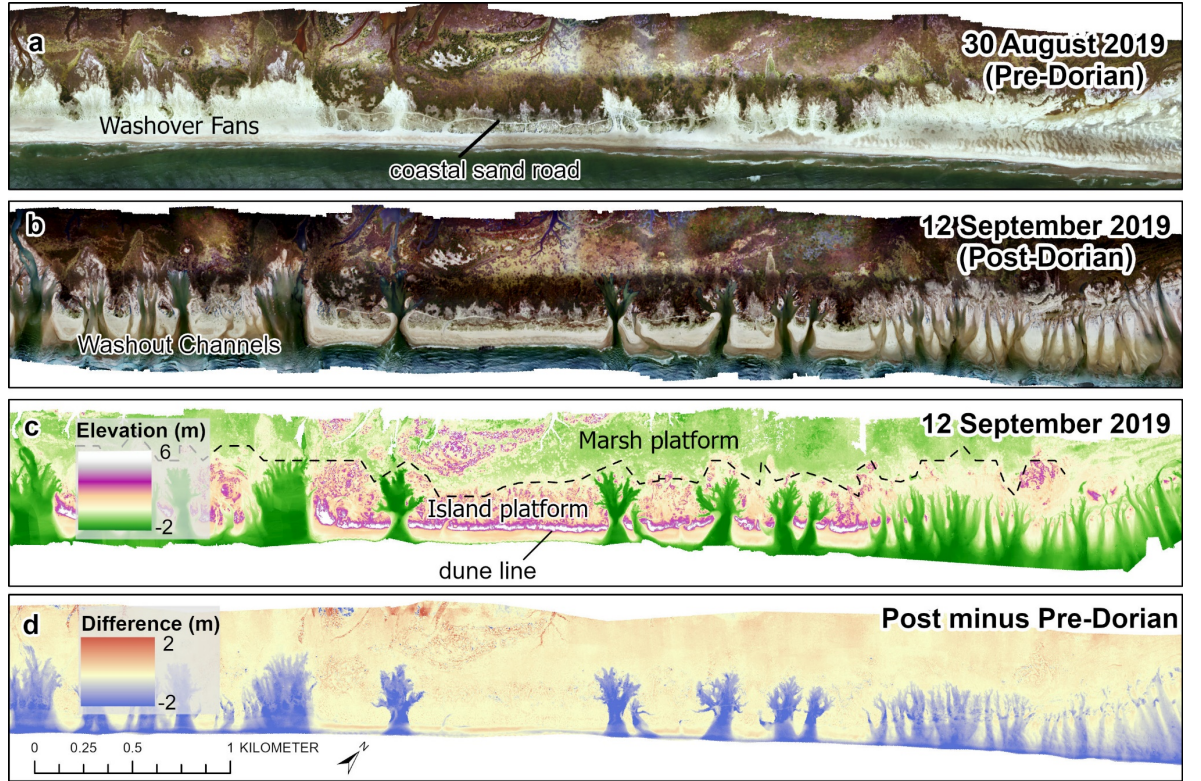 a
30 August 2019
(Pre-Dorian)
Washover Fans
coastal sand road
b
12 September 2019
(Post-Dorian)
Washout Channels
c
12 September 2019
Elevation (m)
6
-2
Marsh platform
Island platform
dune line
d
Post minus Pre-Dorian
Difference (m)
2
-2
0 0.25 0.5 1 KILOMETER
N